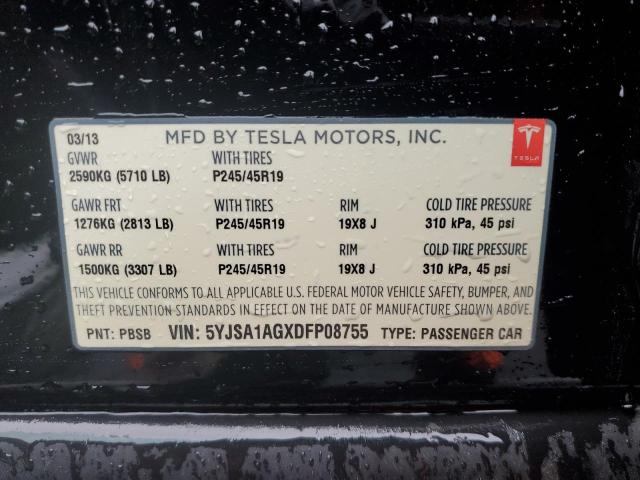 03/13 MFD BY TESLA MOTORS, INC.
TESLA
GVWR WITH TIRES
2590KG (5710 LB) P245/45R19
GAWR FRT WITH TIRES RIM COLD TIRE PRESSURE
1276KG (2813 LB) P245/45R19 19X8 J 310 kPa, 45 psi
GAWR RR WITH TIRES RIM COLD TIRE PRESSURE
1500KG (3307 LB) P245/45R19 19X8 J 310 kPa, 45 psi
THIS VEHICLE CONFORMS TO ALL APPLICABLE U.S. FEDERAL MOTOR VEHICLE SAFETY, BUMPER, AND
THEFT PREVENTION STANDARDS IN EFFECT ON THE DATE OF MANUFACTURE SHOWN ABOVE.
PNT: PBSB VIN: 5YJSA1AGXDFP08755 TYPE: PASSENGER CAR